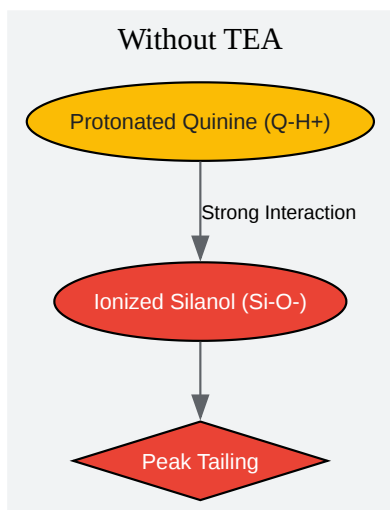 Without TEA
Protonated Quinine (Q-H+)
Strong Interaction
Ionized Silanol (Si-O-)
Peak Tailing